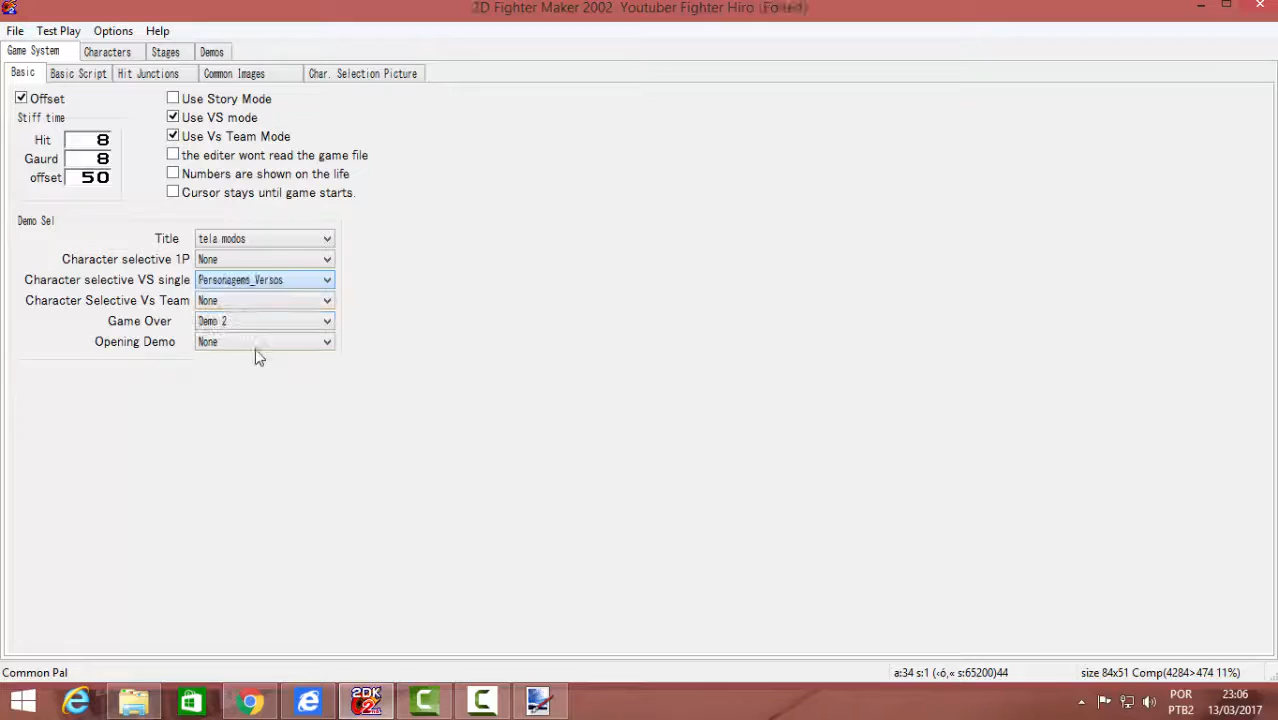 2D Fighter Maker 2002 Youtuber Fighter Hiro
File Test Play Options Help
Game System Characters Stages Demos
Basic Basic Script Hit Junctions Common Images Char. Selection Picture
Offset
Use Story Mode
Stiff time
Use VS mode
Hit 8
Use Vs Team Mode
Gaurd 8
the editer wont read the game file
offset 50
Numbers are shown on the life
Cursor stays until game starts.
Demo Sel
Title tela modos
Character selective 1P None
Character selective VS single Personagems_Versos
Character Selective Vs Team None
Game Over Demo 2
Opening Demo None
Common Pal
a:34 s:1 (‹ó,« s:65200)44
size 84x51 Comp(4284>474 11%)
2DK
POR
23:06
PTB2
13/03/2017